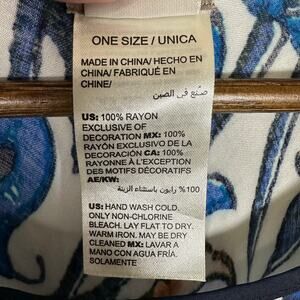 ONE SIZE / UNICA
MADE IN CHINA/ HECHO EN
CHINA/ FABRIQUÉ EN
CHINE/
صنع في الصين
US: 100% RAYON
EXCLUSIVE OF
DECORATION MX: 100%
RAYÓN EXCLUSIVO DE LA
DECORACIÓN CA: 100%
RAYONNE À L'EXCEPTION
DES MOTIFS DÉCORATIFS
AE/KW:
100% رايون باستثناء الزينة
US: HAND WASH COLD.
ONLY NON-CHLORINE
BLEACH. LAY FLAT TO DRY.
WARM IRON. MAY BE DRY
CLEANED MX: LAVAR A
MANO CON AGUA FRÍA.
SOLAMENTE